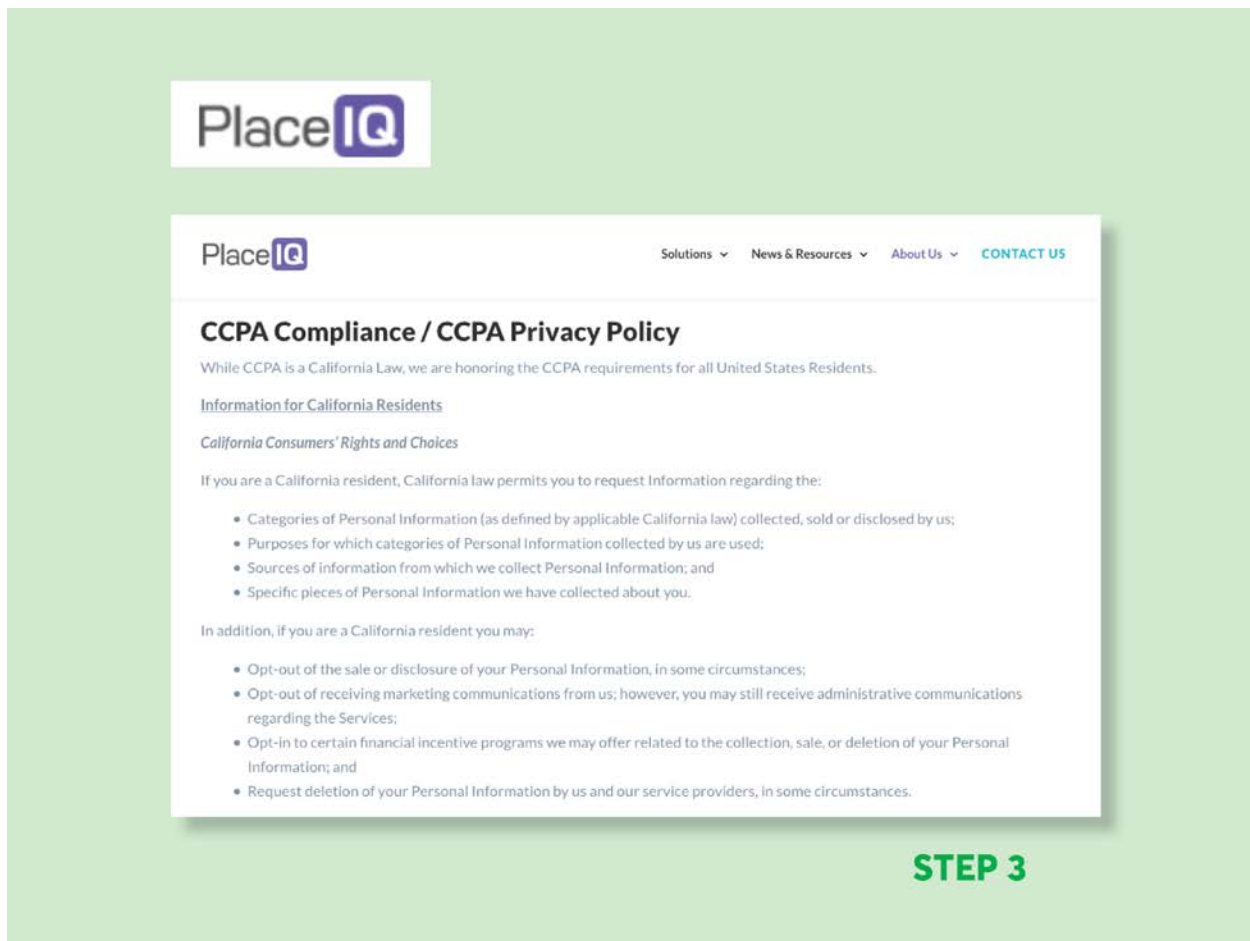 PlaceIQ
PlaceIQ
Solutions News & Resources About Us CONTACT US
CCPA Compliance / CCPA Privacy Policy
While CCPA is a California Law, we are honoring the CCPA requirements for all United States Residents.
Information for California Residents
California Consumers' Rights and Choices
If you are a California resident, California law permits you to request Information regarding the:
• Categories of Personal Information (as defined by applicable California law) collected, sold or disclosed by us;
• Purposes for which categories of Personal Information collected by us are used;
• Sources of information from which we collect Personal Information; and
• Specific pieces of Personal Information we have collected about you.
In addition, if you are a California resident you may:
• Opt-out of the sale or disclosure of your Personal Information, in some circumstances;
• Opt-out of receiving marketing communications from us; however, you may still receive administrative communications
regarding the Services;
• Opt-in to certain financial incentive programs we may offer related to the collection, sale, or deletion of your Personal
Information; and
• Request deletion of your Personal Information by us and our service providers, in some circumstances.
STEP 3